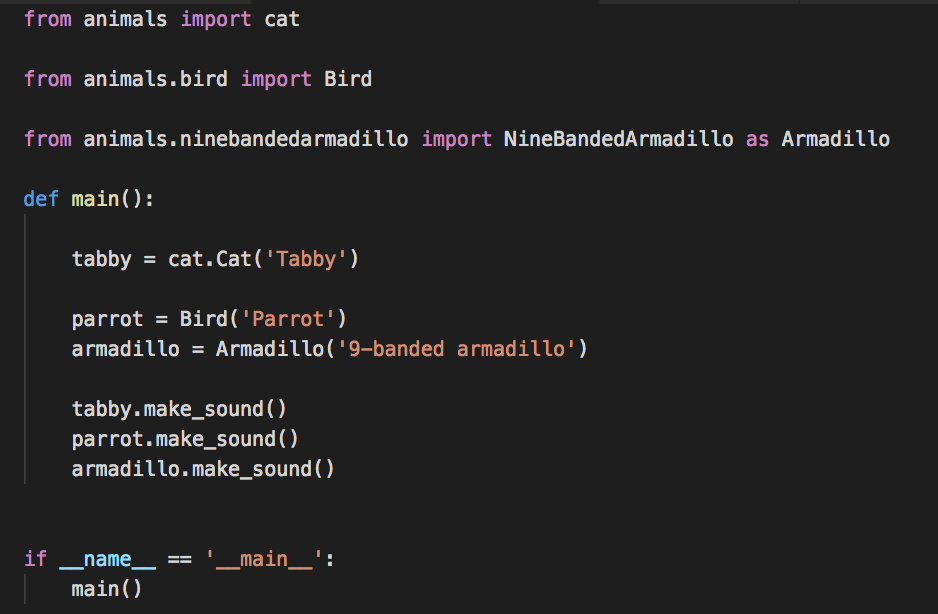 from animals import cat
from animals.bird import Bird
from animals.ninebandedarmadillo import NineBandedArmadillo as Armadillo
def main():
    tabby = cat.Cat('Tabby')
    parrot = Bird('Parrot')
    armadillo = Armadillo('9-banded armadillo')
    tabby.make_sound()
    parrot.make_sound()
    armadillo.make_sound()
if __name__ == '__main__':
    main()